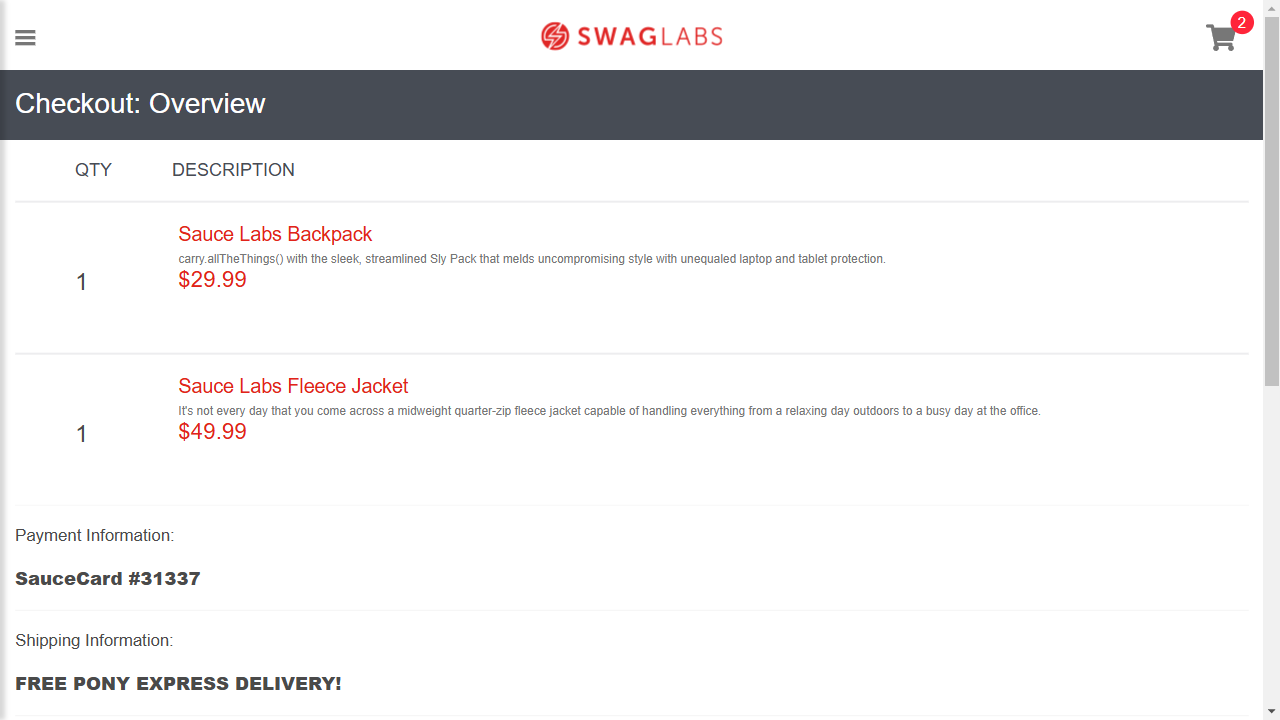 SWAGLABS
2
Checkout: Overview
QTY DESCRIPTION
Sauce Labs Backpack
carry.allTheThings() with the sleek, streamlined Sly Pack that melds uncompromising style with unequaled laptop and tablet protection.
1
$29.99
Sauce Labs Fleece Jacket
It's not every day that you come across a midweight quarter-zip fleece jacket capable of handling everything from a relaxing day outdoors to a busy day at the office.
1
$49.99
Payment Information:
SauceCard #31337
Shipping Information:
FREE PONY EXPRESS DELIVERY!